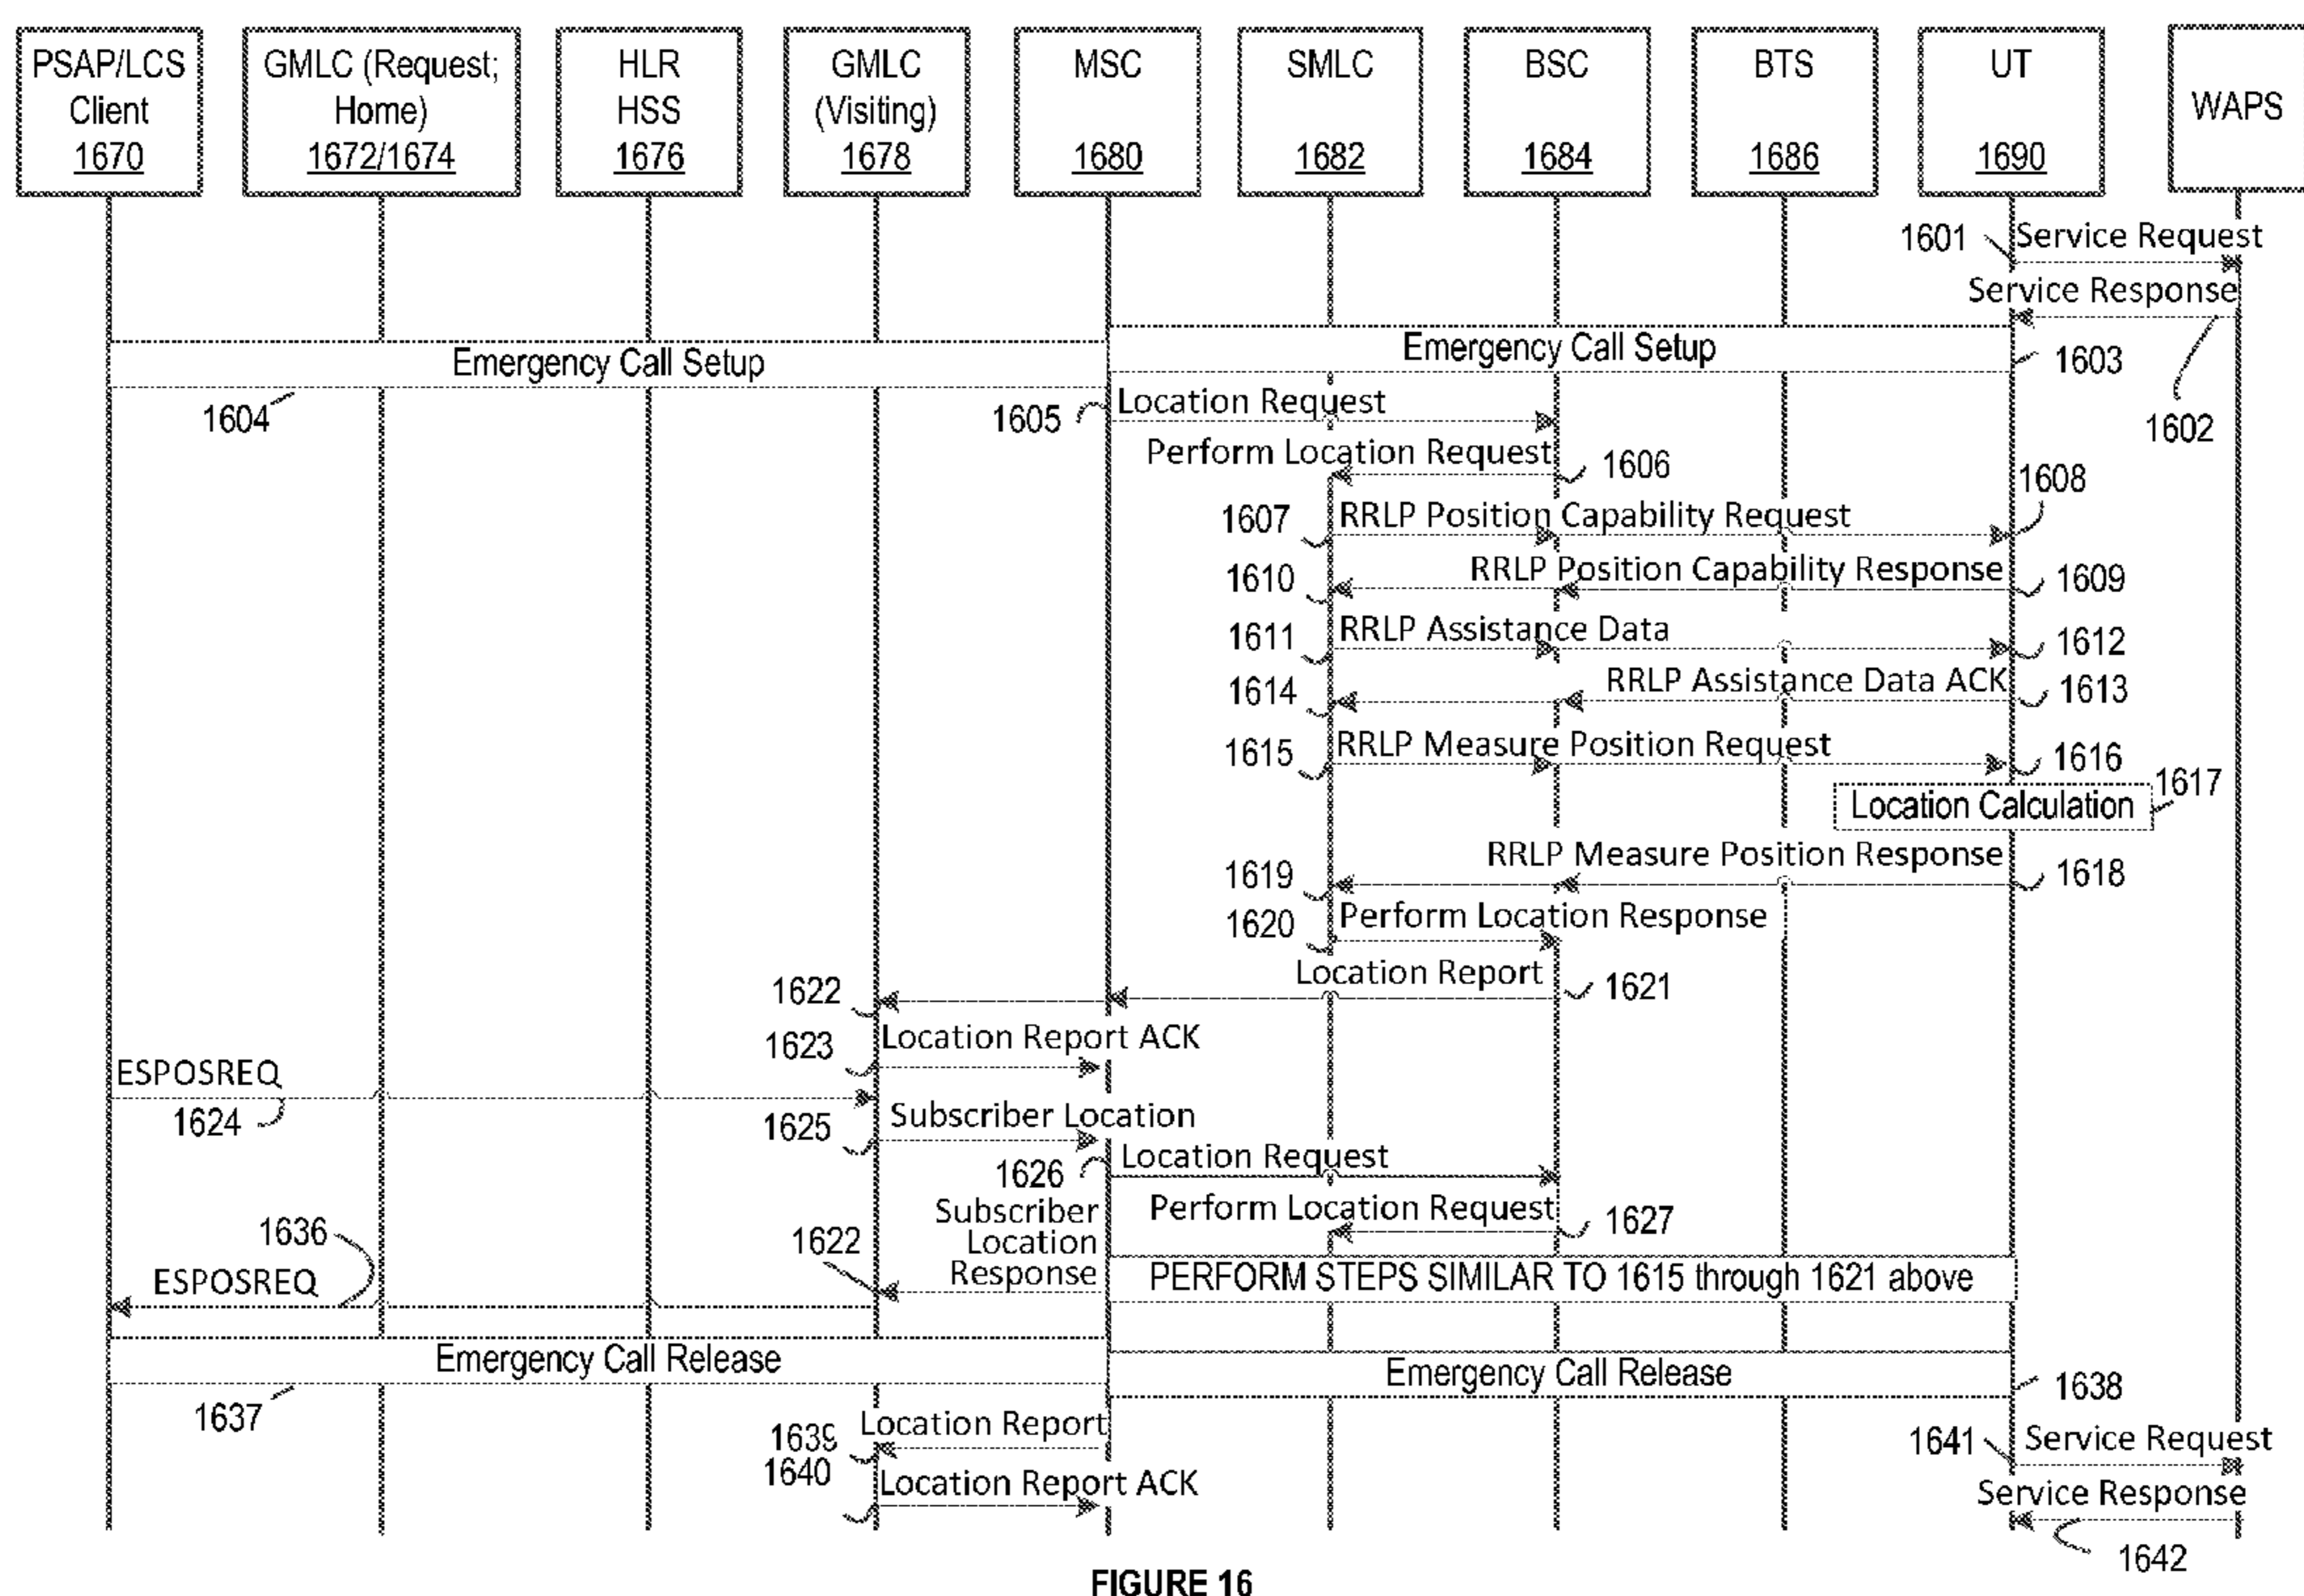 PSAP/LCS
Client
1670
GMLC (Request;
Home)
1672/1674
HLR
HSS
1676
GMLC
(Visiting)
1678
MSC
1680
SMLC
1682
BSC
1684
BTS
1686
UT
1690
WAPS
1601
Service Request
Service Response
1602
Emergency Call Setup
1603
Emergency Call Setup
1604
1605
Location Request
Perform Location Request
1606
1607
RRLP Position Capability Request
1608
1610
RRLP Position Capability Response
1609
1611
RRLP Assistance Data
1612
1614
RRLP Assistance Data ACK
1613
1615
RRLP Measure Position Request
1616
Location Calculation
1617
1619
RRLP Measure Position Response
1618
1620
Perform Location Response
1622
Location Report
1621
1623
Location Report ACK
ESPOSREQ
1624
1625
Subscriber Location
1626
Location Request
Perform Location Request
1627
1636
ESPOSREQ
1622
Subscriber
Location
Response
PERFORM STEPS SIMILAR TO 1615 through 1621 above
Emergency Call Release
1637
Emergency Call Release
1638
1639
Location Report
1640
Location Report ACK
1641
Service Request
Service Response
1642
FIGURE 16